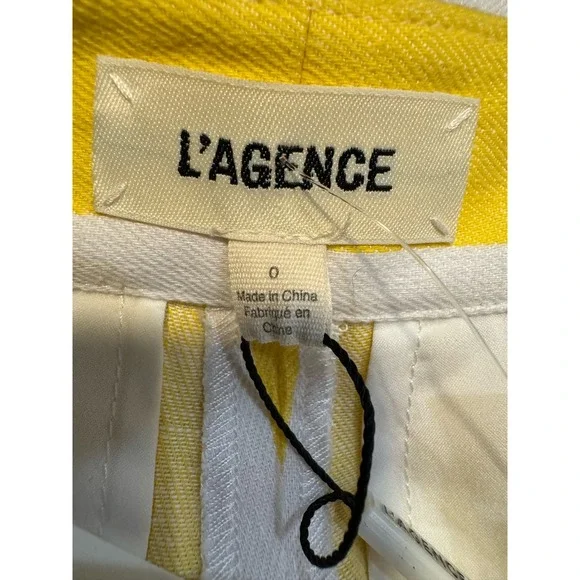 L'AGENCE
0
Made in China
Fabriqué en
Chine